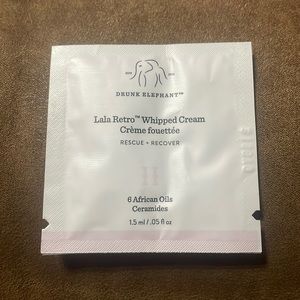 DRUNK ELEPHANT™
Lala Retro™ Whipped Cream
Crème fouettée
RESCUE + RECOVER
6 African Oils
Ceramides
1.5 ml / .05 fl oz